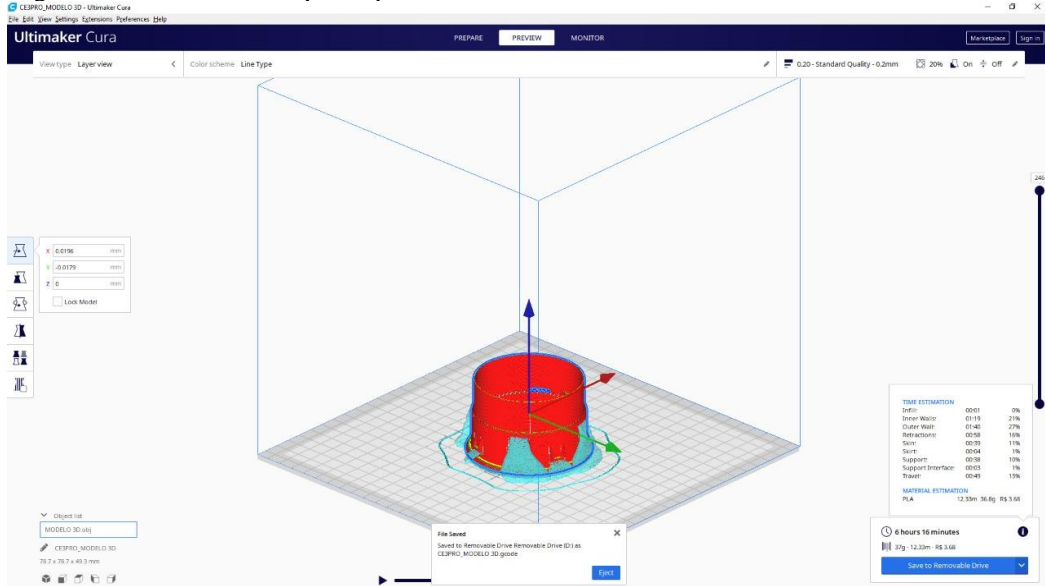 CE3PRO_MODELO 3D - Ultimaker Cura
File Edit View Settings Extensions Preferences Help
Ultimaker Cura
PREPARE PREVIEW MONITOR
Marketplace Sign in
View type Layer view
Color scheme Line Type
0.20 - Standard Quality - 0.2mm 20% On Off
246
X 0.0196 mm
Y -0.0179 mm
Z 0 mm
Lock Model
TIME ESTIMATION
Infill: 00:01 0%
Inner Walls: 01:19 21%
Outer Wall: 01:40 27%
Retractions: 00:58 16%
Skin: 00:39 11%
Skirt: 00:04 1%
Support: 00:38 10%
Support Interface: 00:03 1%
Travel: 00:49 13%
MATERIAL ESTIMATION
PLA 12.33m 36.8g R$ 3.68
Object list
MODELO 3D.obj
CE3PRO_MODELO 3D
78.7 x 78.7 x 49.3 mm
File Saved
Saved to Removable Drive Removable Drive (D:) as
CE3PRO_MODELO 3D.gcode
Eject
6 hours 16 minutes
37g · 12.33m · R$ 3.68
Save to Removable Drive